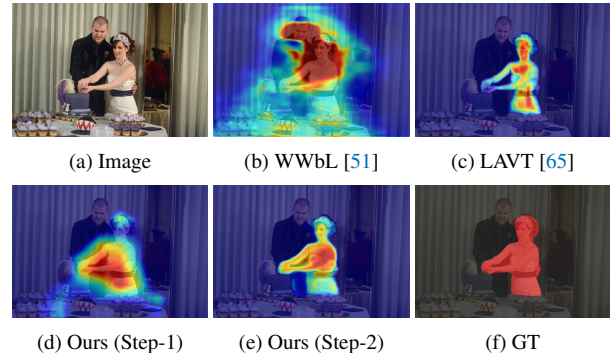 (a) Image
(b) WWbL [51]
(c) LAVT [65]
(d) Ours (Step-1)
(e) Ours (Step-2)
(f) GT